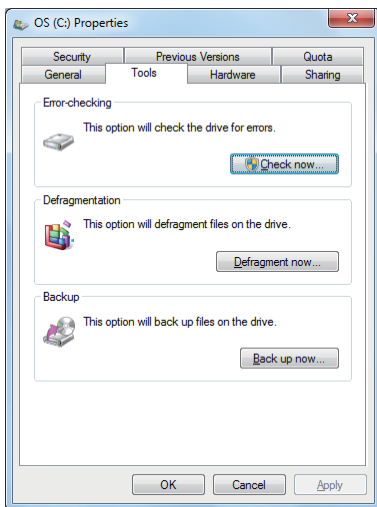 OS (C:) Properties
Security
Previous Versions
Quota
General
Tools
Hardware
Sharing
Error-checking
This option will check the drive for errors.
Check now...
Defragmentation
This option will defragment files on the drive.
Defragment now...
Backup
This option will back up files on the drive.
Back up now...
OK
Cancel
Apply